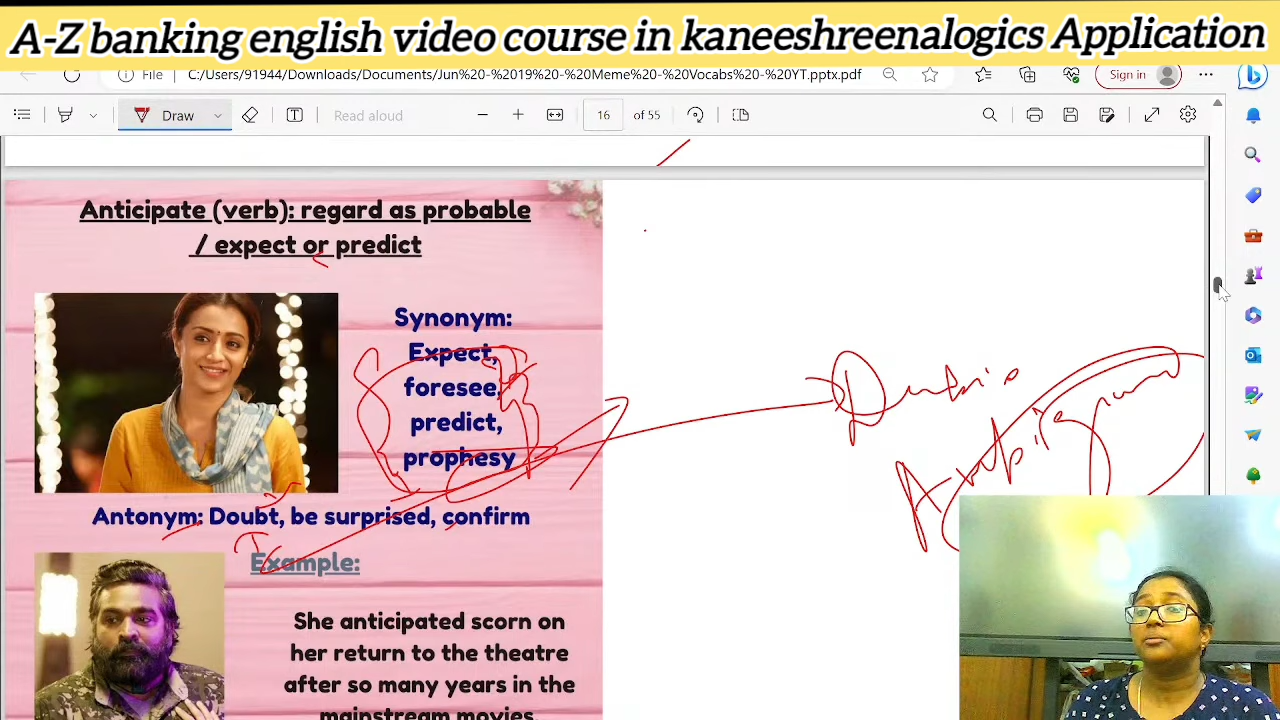 A-Z banking english video course in kaneeshreenalogics Application
File C:/Users/91944/Downloads/Documents/Jun%20-%2019%20-%20Meme%20-%20Vocabs%20-%20YT.pptx.pdf Sign in
Draw Read aloud 16 of 55
Anticipate (verb): regard as probable
/ expect or predict
Synonym:
Expect,
foresee,
predict,
prophesy
Antonym: Doubt, be surprised, confirm
Example:
She anticipated scorn on
her return to the theatre
after so many years in the
mainstream movies.